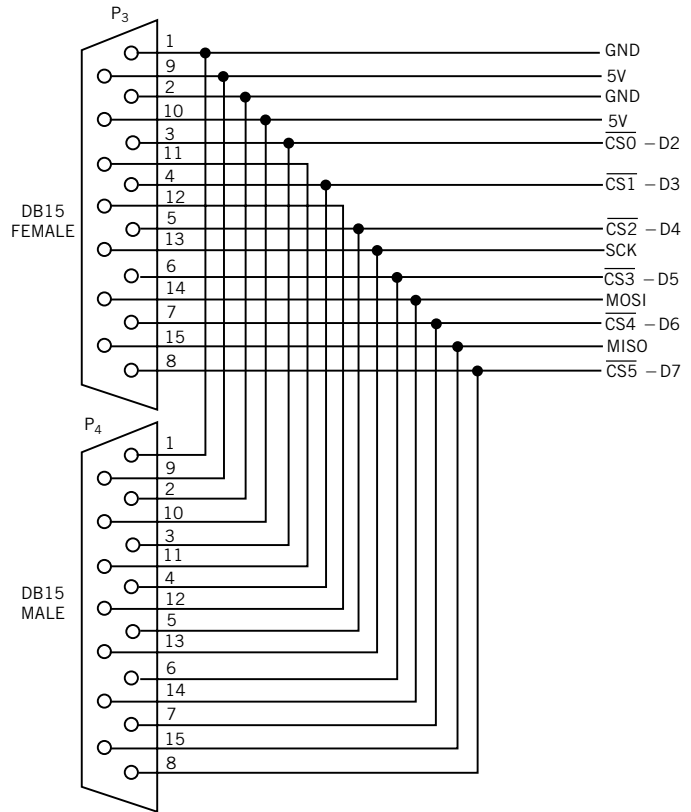 P3
1
GND
9
5V
2
GND
10
5V
3
CS0 – D2
11
4
CS1 – D3
12
DB15
FEMALE
5
CS2 – D4
13
SCK
6
CS3 – D5
14
MOSI
7
CS4 – D6
15
MISO
8
CS5 – D7
P4
1
9
2
10
3
11
DB15
MALE
4
12
5
13
6
14
7
15
8